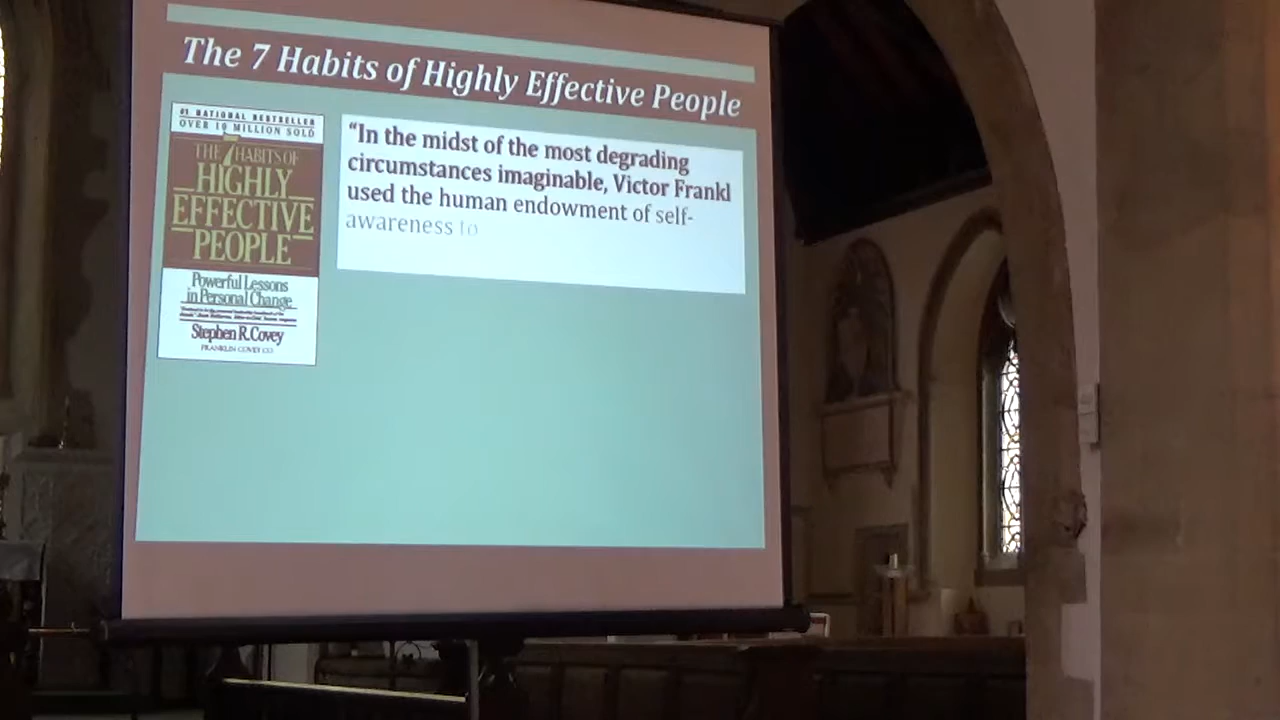 The 7 Habits of Highly Effective People
#1 NATIONAL BESTSELLER
OVER 10 MILLION SOLD
THE 7 HABITS OF
HIGHLY
EFFECTIVE
PEOPLE
Powerful Lessons
in Personal Change
Stephen R. Covey
FRANKLIN COVEY CO
“In the midst of the most degrading
circumstances imaginable, Victor Frankl
used the human endowment of self-
awareness to